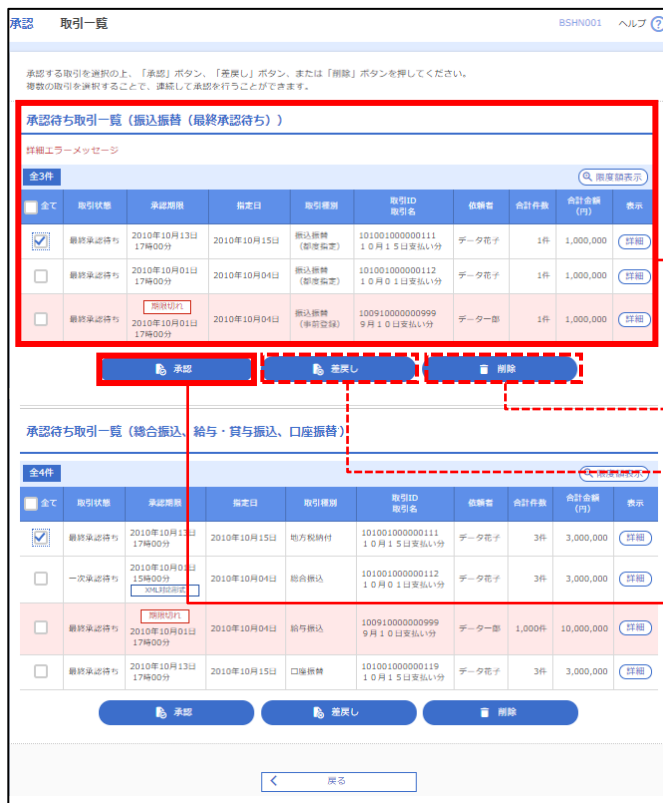 承認 取引一覧 BSHN001 ヘルプ ?
承認する取引を選択の上、「承認」ボタン、「差戻し」ボタン、または「削除」ボタンを押してください。
複数の取引を選択することで、連続して承認を行うことができます。
承認待ち取引一覧（振込振替（最終承認待ち））
詳細エラーメッセージ
全3件 限度額表示
全て 取引状態 承認期限 指定日 取引種別 取引ID 取引名 依頼者 合計件数 合計金額(円) 表示
最終承認待ち 2010年10月13日 17時00分 2010年10月15日 振込振替（都度指定） 101001000000111 １０月１５日支払い分 データ花子 1件 1,000,000 詳細
最終承認待ち 2010年10月01日 17時00分 2010年10月04日 振込振替（都度指定） 101001000000112 １０月０１日支払い分 データ花子 1件 1,000,000 詳細
最終承認待ち 期限切れ 2010年10月01日 17時00分 2010年10月04日 振込振替（事前登録） 100910000000999 ９月１０日支払い分 データ一郎 1件 1,000,000 詳細
承認 差戻し 削除
承認待ち取引一覧（総合振込、給与・賞与振込、口座振替）
全4件 限度額表示
全て 取引状態 承認期限 指定日 取引種別 取引ID 取引名 依頼者 合計件数 合計金額(円) 表示
最終承認待ち 2010年10月13日 17時00分 2010年10月15日 地方税納付 101001000000111 １０月１５日支払い分 データ花子 3件 3,000,000 詳細
一次承認待ち 2010年10月01日 15時00分 2010年10月04日 総合振込 101001000000112 １０月０１日支払い分 データ花子 3件 3,000,000 詳細
最終承認待ち 期限切れ 2010年10月01日 17時00分 2010年10月04日 給与振込 100910000000999 ９月１０日支払い分 データ一郎 1,000件 10,000,000 詳細
最終承認待ち 2010年10月13日 17時00分 2010年10月15日 口座振替 101001000000119 １０月１５日支払い分 データ花子 3件 3,000,000 詳細
承認 差戻し 削除
戻る